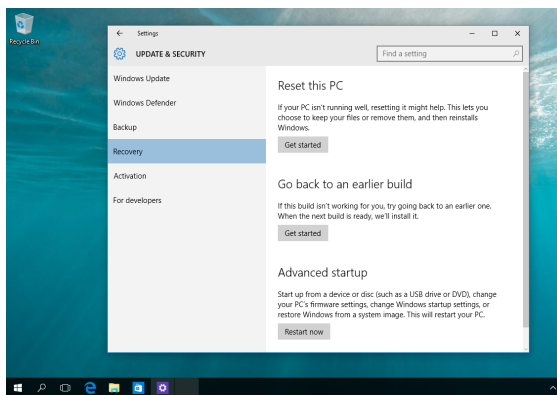 Recycle Bin
Settings
UPDATE & SECURITY
Find a setting
Windows Update
Windows Defender
Backup
Recovery
Activation
For developers
Reset this PC
If your PC isn't running well, resetting it might help. This lets you
choose to keep your files or remove them, and then reinstalls
Windows.
Get started
Go back to an earlier build
If this build isn't working for you, try going back to an earlier one.
When the next build is ready, we'll install it.
Get started
Advanced startup
Start up from a device or disc (such as a USB drive or DVD), change
your PC's firmware settings, change Windows startup settings, or
restore Windows from a system image. This will restart your PC.
Restart now